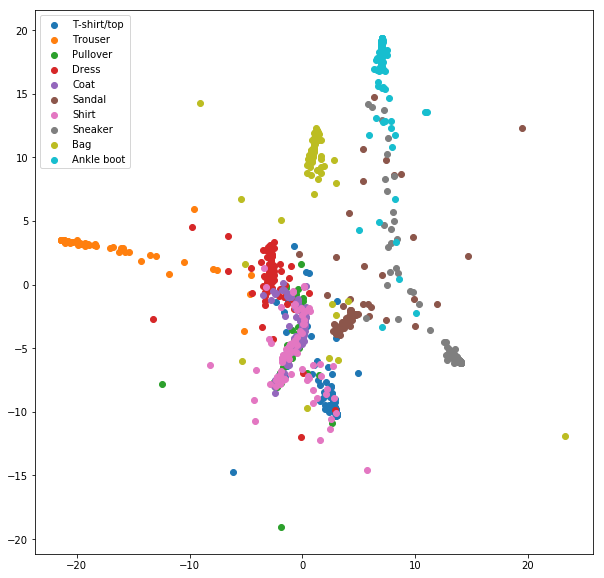 T-shirt/top
Trouser
Pullover
Dress
Coat
Sandal
Shirt
Sneaker
Bag
Ankle boot
20
15
10
5
0
−5
−10
−15
−20
−20
−10
0
10
20